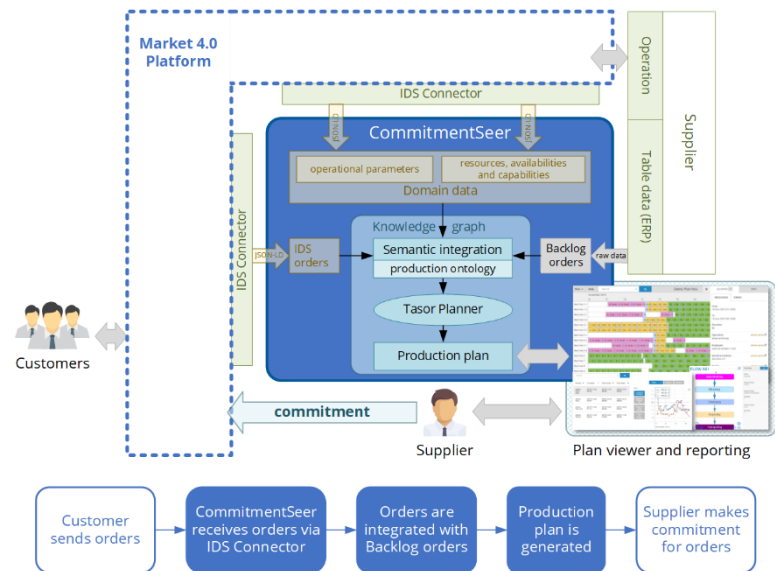 Market 4.0
Platform
IDS Connector
Operation
Supplier
Table data (ERP)
JSON-LD
JSON-LD
CommitmentSeer
operational parameters
resources, availabilities
and capabilities
Domain data
IDS Connector
JSON-LD
IDS
orders
Knowledge graph
Semantic integration
production ontology
Backlog
orders
raw data
Tasor Planner
Production plan
Customers
commitment
Supplier
Plan viewer and reporting
Customer
sends orders
CommitmentSeer
receives orders via
IDS Connector
Orders are
integrated with
Backlog orders
Production
plan is
generated
Supplier makes
commitment
for orders